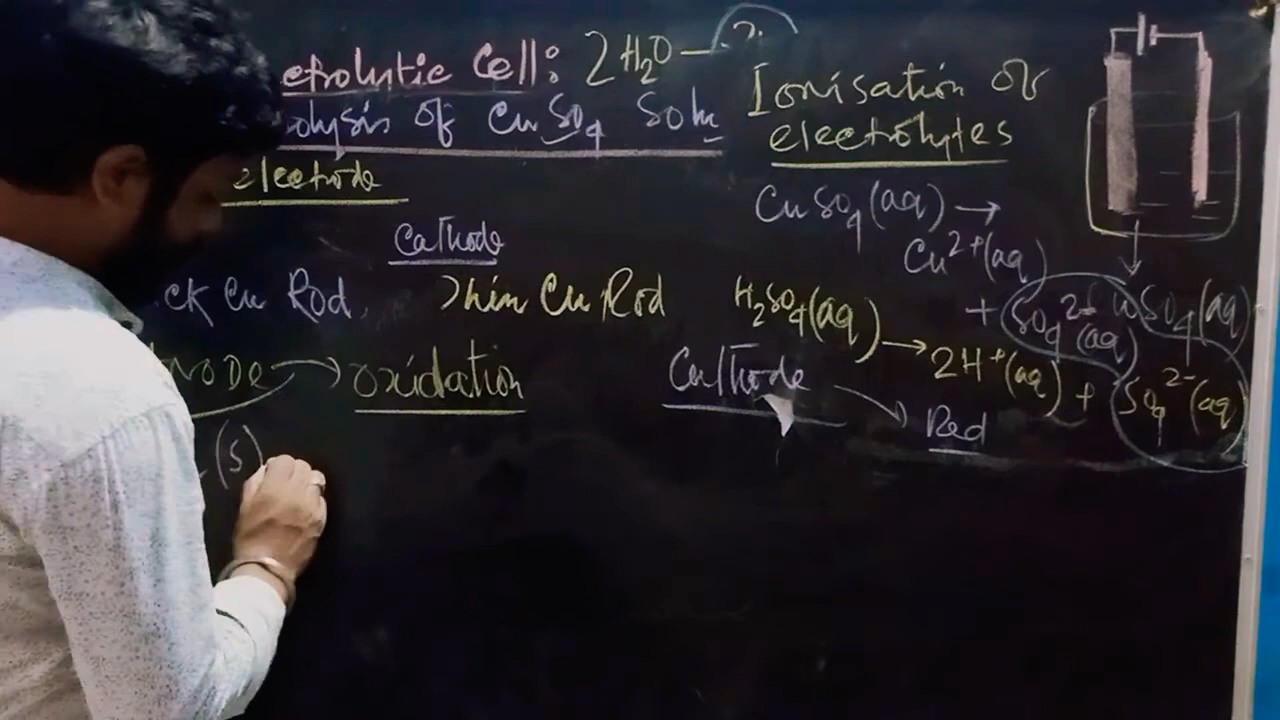 etrolytic Cell: 2H₂O — ?
olysis of CuSO₄ Soln
electrode
Cathode
ck Cu Rod. Thin Cu Rod
NODE → oxidation
(s)
Ionisation of
electrolytes
CuSO₄(aq) →
Cu²⁺(aq)
+ SO₄²⁻(aq)
H₂SO₄(aq) → 2H⁺(aq) + SO₄²⁻(aq)
Cathode → Red
uSO₄(aq)